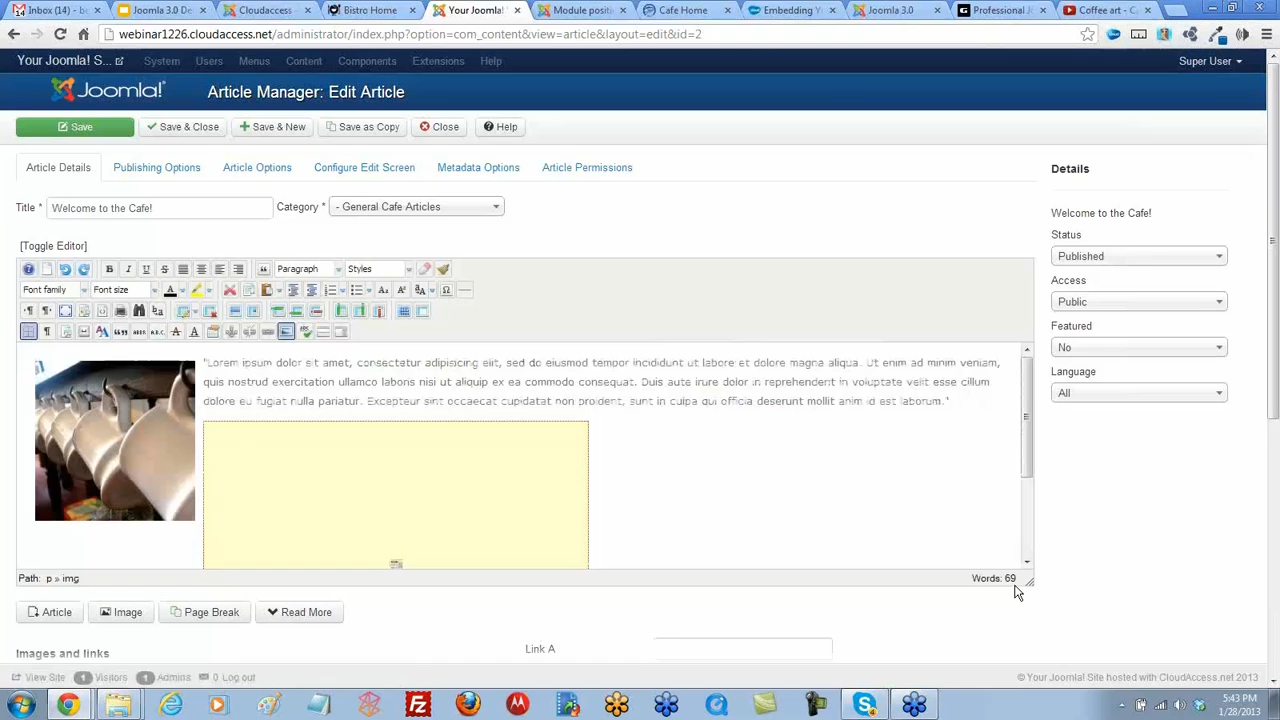 Inbox (14) - b
Joomla 3.0 De
Cloudaccess
Bistro Home
Your Joomla!
Module positi
Cafe Home
Embedding Y
Joomla 3.0
Professional J
Coffee art - C
webinar1226.cloudaccess.net/administrator/index.php?option=com_content&view=article&layout=edit&id=2
Your Joomla! S... System Users Menus Content Components Extensions Help Super User
Joomla! Article Manager: Edit Article
Save Save & Close Save & New Save as Copy Close Help
Article Details Publishing Options Article Options Configure Edit Screen Metadata Options Article Permissions
Details
Title * Welcome to the Cafe! Category * - General Cafe Articles
Welcome to the Cafe!
Status
[Toggle Editor]
Published
Paragraph Styles
Access
Font family Font size
Public
Featured
No
Language
All
"Lorem ipsum dolor sit amet, consectetur adipisicing elit, sed do eiusmod tempor incididunt ut labore et dolore magna aliqua. Ut enim ad minim veniam,
quis nostrud exercitation ullamco laboris nisi ut aliquip ex ea commodo consequat. Duis aute irure dolor in reprehenderit in voluptate velit esse cillum
dolore eu fugiat nulla pariatur. Excepteur sint occaecat cupidatat non proident, sunt in culpa qui officia deserunt mollit anim id est laborum."
Path: p » img Words: 69
Article Image Page Break Read More
Images and links
Link A
View Site 1 Visitors 1 Admins 0 Log out © Your Joomla! Site hosted with CloudAccess.net 2013
5:43 PM
1/28/2013